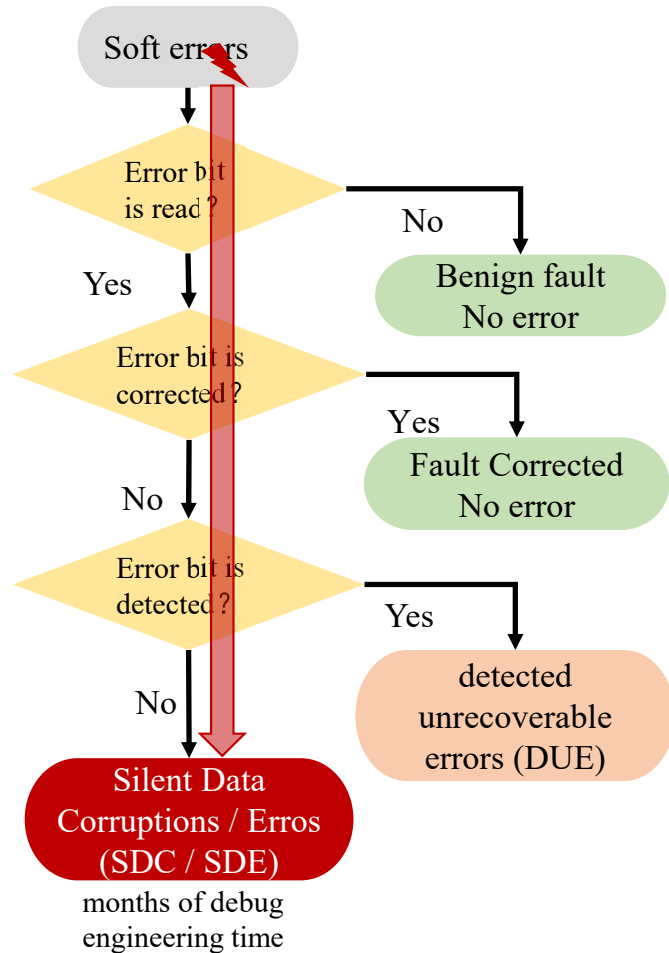 Soft errors
Error bit
is read?
No
Yes
Benign fault
No error
Error bit is
corrected?
Yes
No
Fault Corrected
No error
Error bit is
detected?
Yes
No
detected
unrecoverable
errors (DUE)
Silent Data
Corruptions / Erros
(SDC / SDE)
months of debug
engineering time